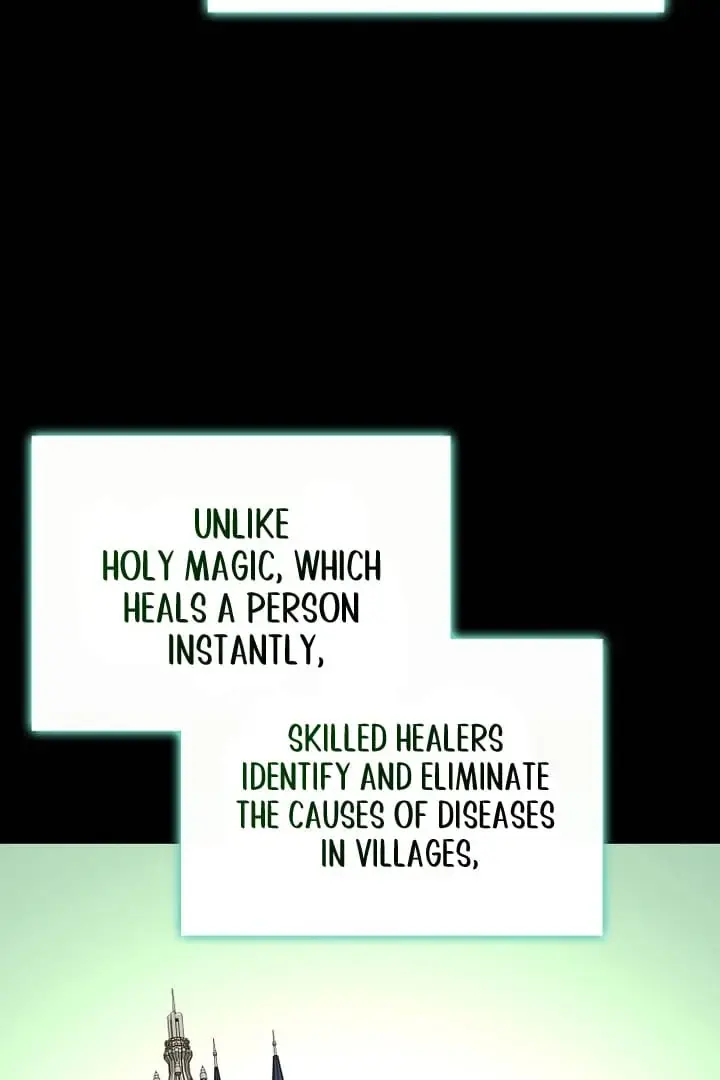 UNLIKE
HOLY MAGIC, WHICH
HEALS A PERSON
INSTANTLY,
SKILLED HEALERS
IDENTIFY AND ELIMINATE
THE CAUSES OF DISEASES
IN VILLAGES,